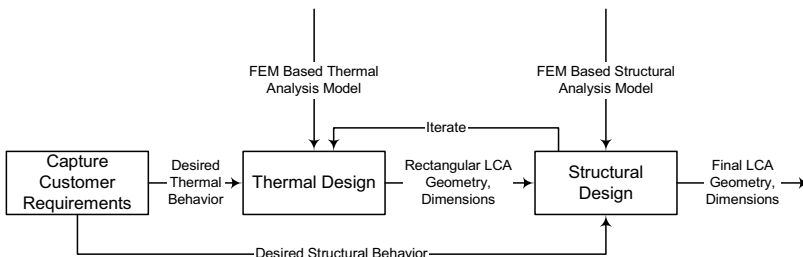 FEM Based Thermal
Analysis Model
FEM Based Structural
Analysis Model
Iterate
Capture
Customer
Requirements
Desired
Thermal
Behavior
Thermal Design
Rectangular LCA
Geometry,
Dimensions
Structural
Design
Final LCA
Geometry,
Dimensions
Desired Structural Behavior